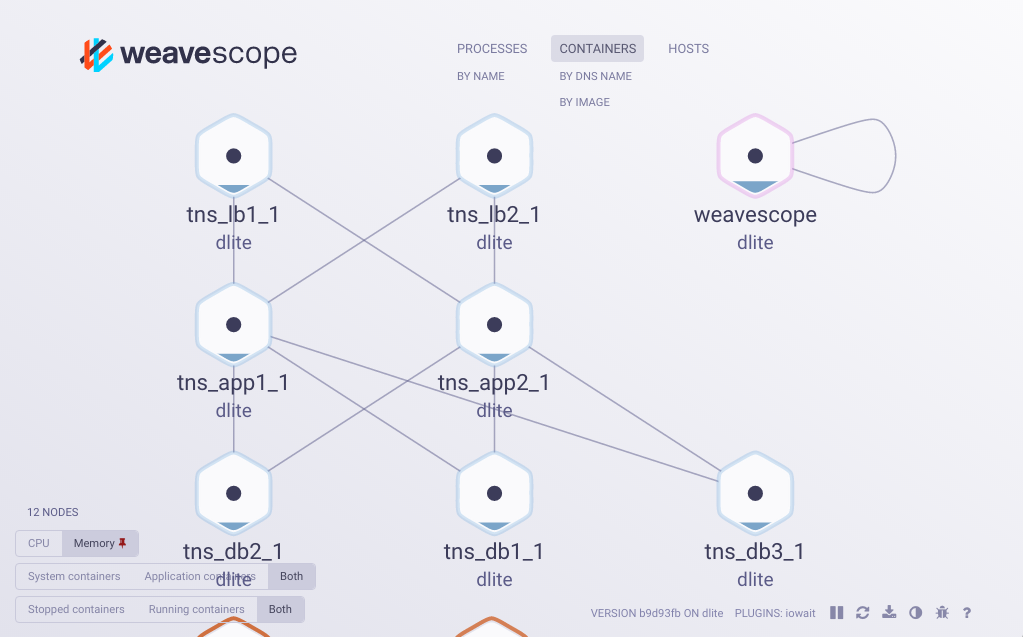 weavescope
PROCESSES
CONTAINERS
HOSTS
BY NAME
BY DNS NAME
BY IMAGE
tns_lb1_1
dlite
tns_lb2_1
dlite
weavescope
dlite
tns_app1_1
dlite
tns_app2_1
dlite
tns_db2_1
dlite
tns_db1_1
dlite
tns_db3_1
dlite
12 NODES
CPU
Memory
System containers
Application containers
Both
Stopped containers
Running containers
Both
VERSION b9d93fb ON dlite
PLUGINS: iowait
?